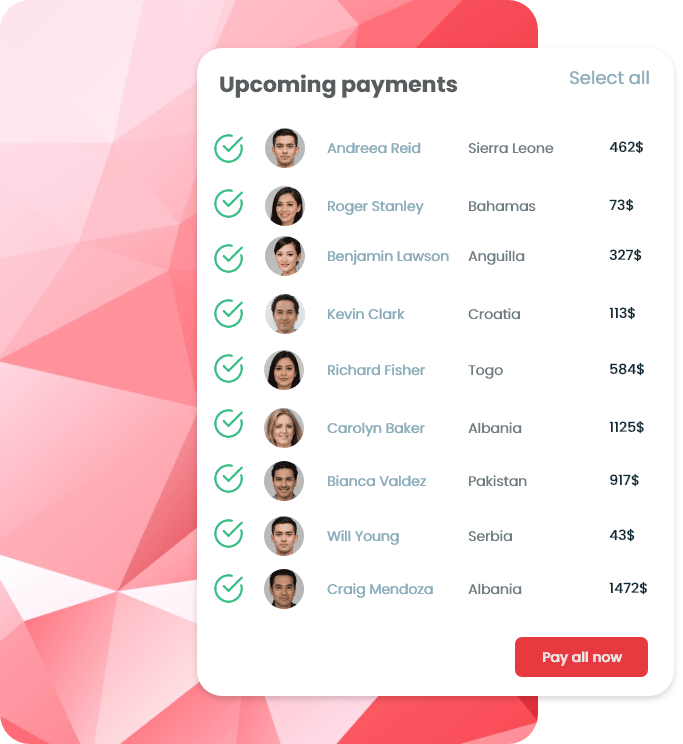 Upcoming payments Select all
Andreea Reid Sierra Leone 462$
Roger Stanley Bahamas 73$
Benjamin Lawson Anguilla 327$
Kevin Clark Croatia 113$
Richard Fisher Togo 584$
Carolyn Baker Albania 1125$
Bianca Valdez Pakistan 917$
Will Young Serbia 43$
Craig Mendoza Albania 1472$
Pay all now